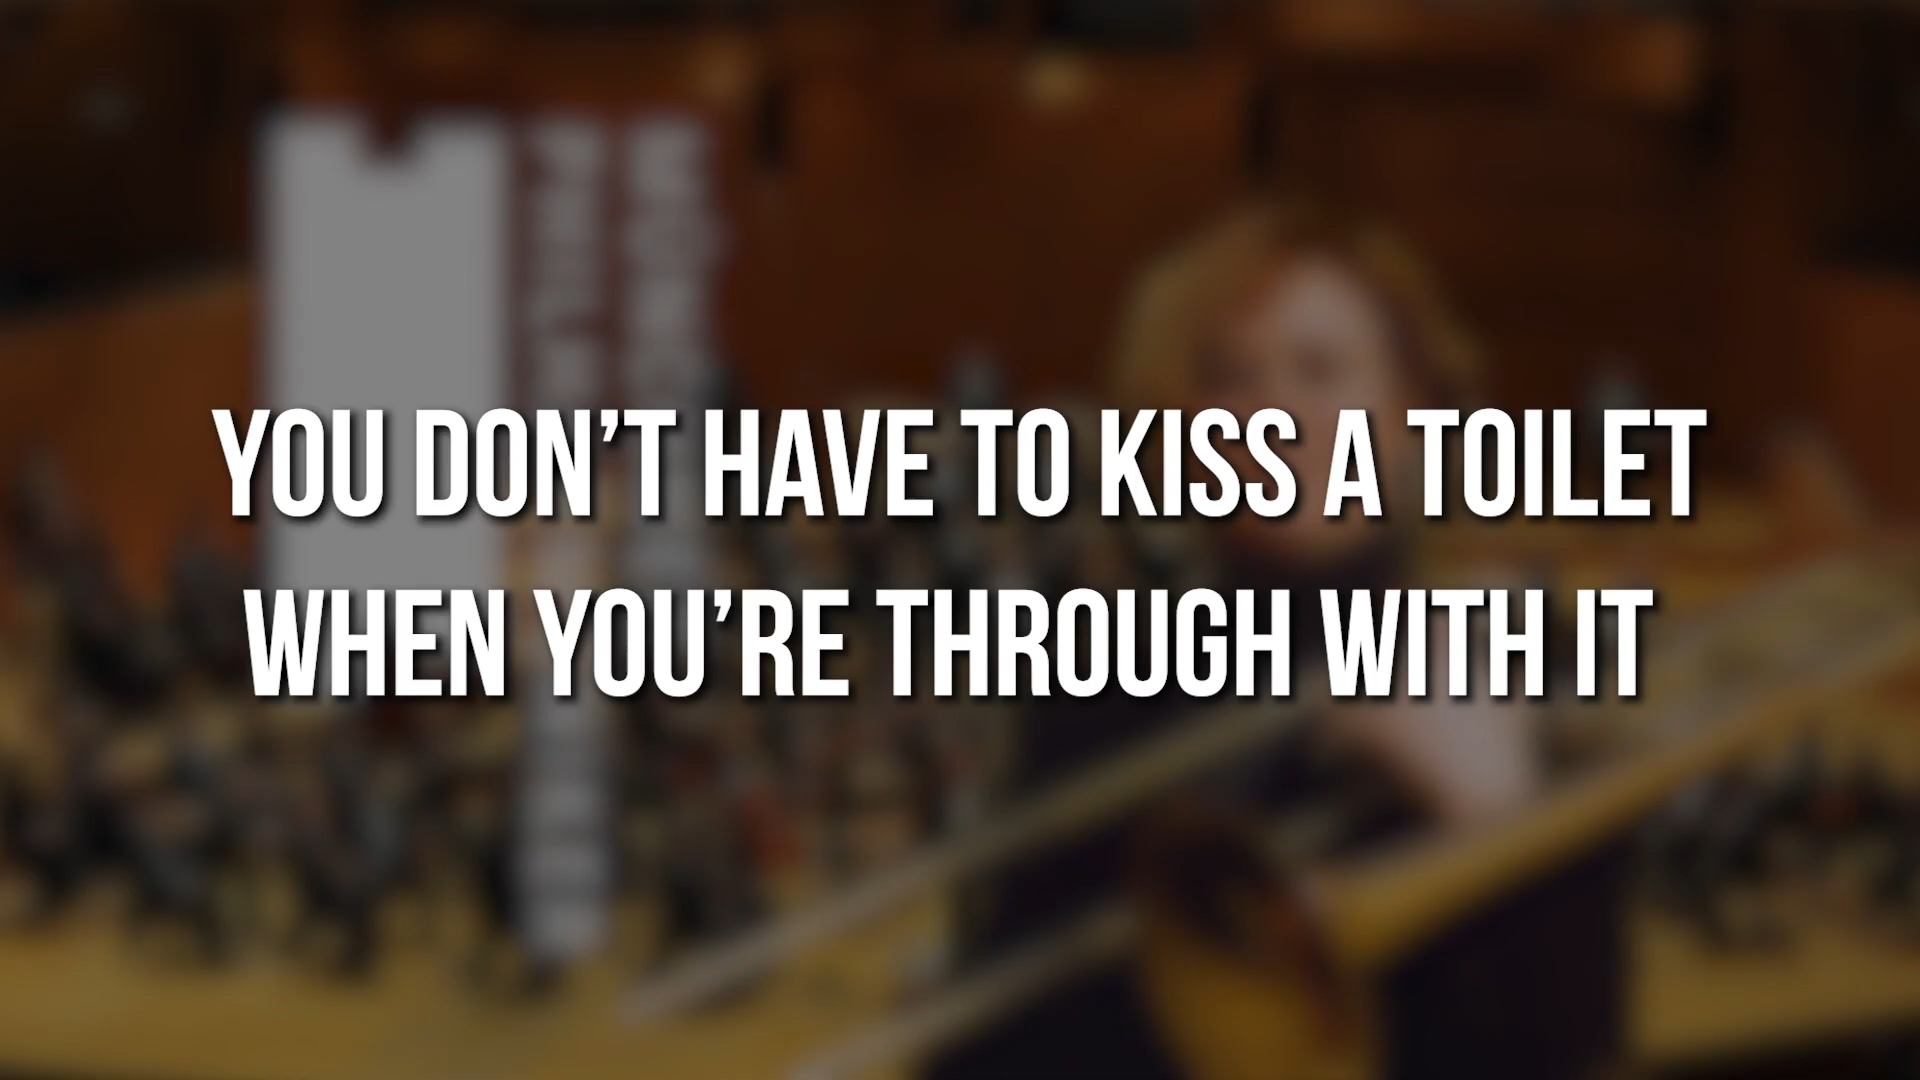 YOU DON’T HAVE TO KISS A TOILET
WHEN YOU’RE THROUGH WITH IT